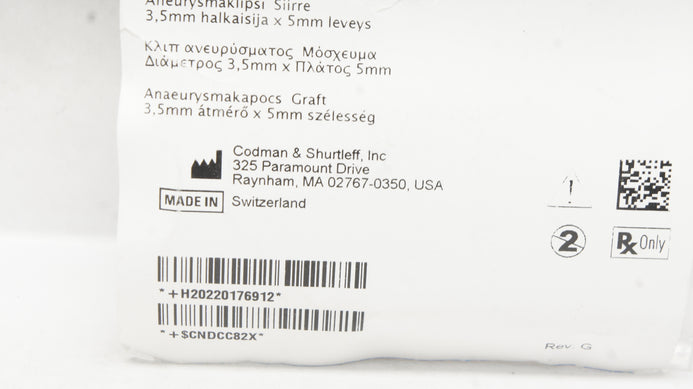 Aneurysmaklipsi Siirre
3,5mm halkaisija x 5mm leveys
Κλιπ ανευρύσματος Μόσχευμα
Διάμετρος 3,5mm x Πλάτος 5mm
Anaeurysmakapocs Graft
3,5mm átmérő x 5mm szélesség
Codman & Shurtleff, Inc
325 Paramount Drive
Raynham, MA 02767-0350, USA
MADE IN Switzerland
2 Rx Only
*+H20220176912*
*+$CNDCC82X*
Rev. G